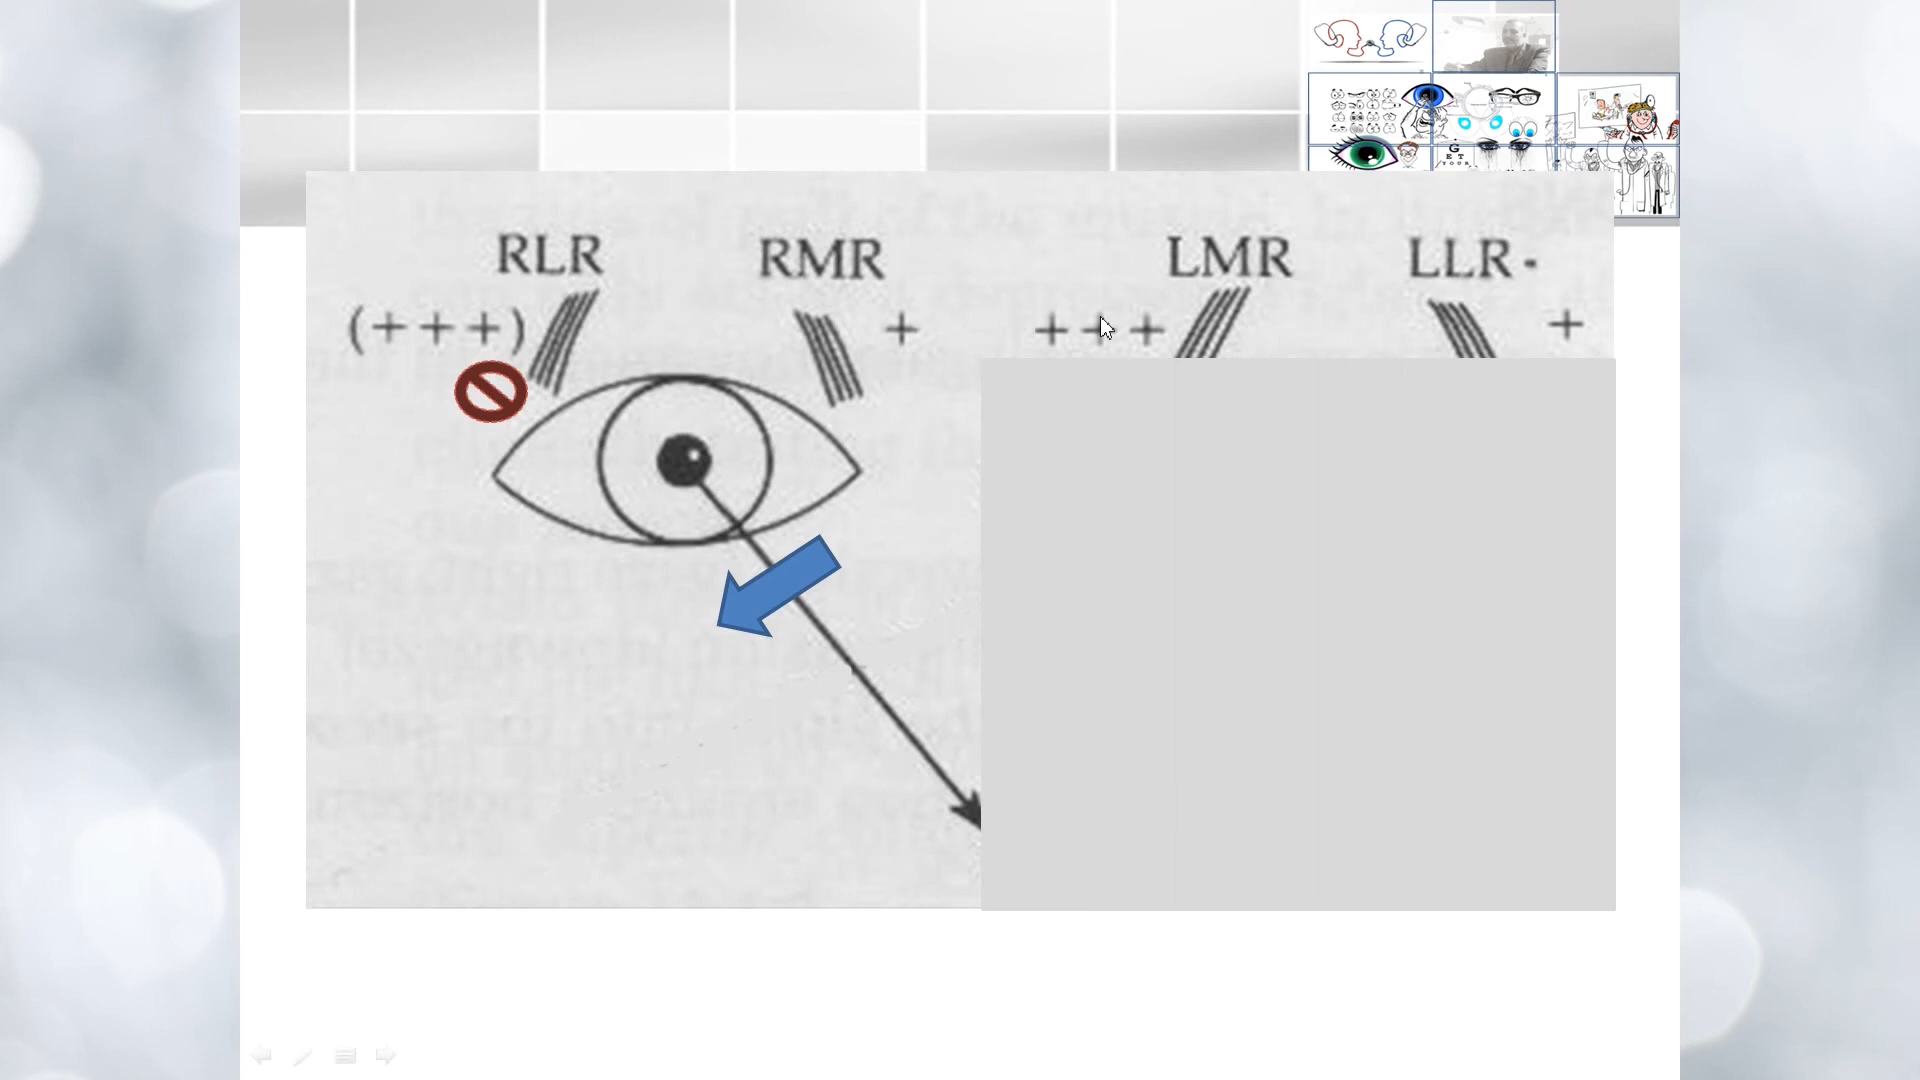 RLR RMR LMR LLR-
(+++) + +++ +
G
E T
Y O U R